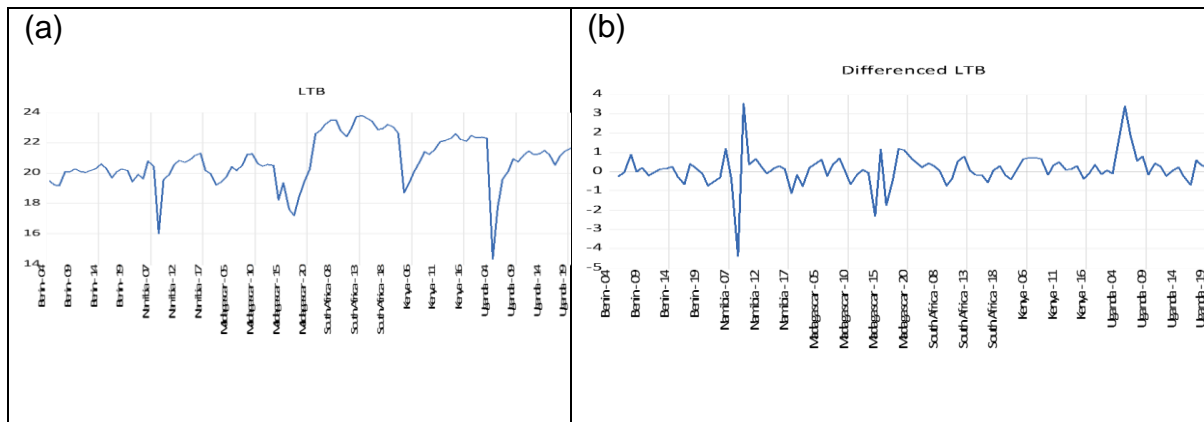 (a)
LTB
24
22
20
18
16
14
Benin - 04
Benin - 09
Benin - 14
Benin - 19
Namibia - 07
Namibia - 12
Namibia - 17
Madagascar - 05
Madagascar - 10
Madagascar - 15
Madagascar - 20
South Africa - 08
South Africa - 13
South Africa - 18
Kenya - 06
Kenya - 11
Kenya - 16
Uganda - 04
Uganda - 09
Uganda - 14
Uganda - 19
(b)
Differenced LTB
4
3
2
1
0
-1
-2
-3
-4
-5
Benin - 04
Benin - 09
Benin - 14
Benin - 19
Namibia - 07
Namibia - 12
Namibia - 17
Madagascar - 05
Madagascar - 10
Madagascar - 15
Madagascar - 20
South Africa - 08
South Africa - 13
South Africa - 18
Kenya - 06
Kenya - 11
Kenya - 16
Uganda - 04
Uganda - 09
Uganda - 14
Uganda - 19